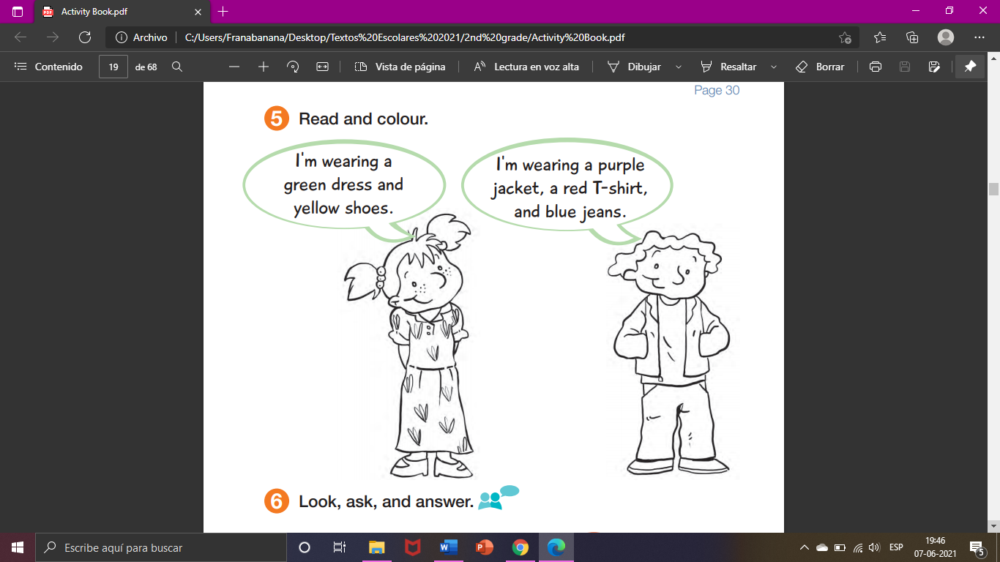 Activity Book.pdf
Archivo
C:/Users/Franabanana/Desktop/Textos%20Escolares%202021/2nd%20grade/Activity%20Book.pdf
Contenido
19
de 68
Vista de página
Lectura en voz alta
Dibujar
Resaltar
Borrar
Page 30
5 Read and colour.
I'm wearing a
green dress and
yellow shoes.
I'm wearing a purple
jacket, a red T-shirt,
and blue jeans.
6 Look, ask, and answer.
Escribe aquí para buscar
ESP
19:46
07-06-2021
5